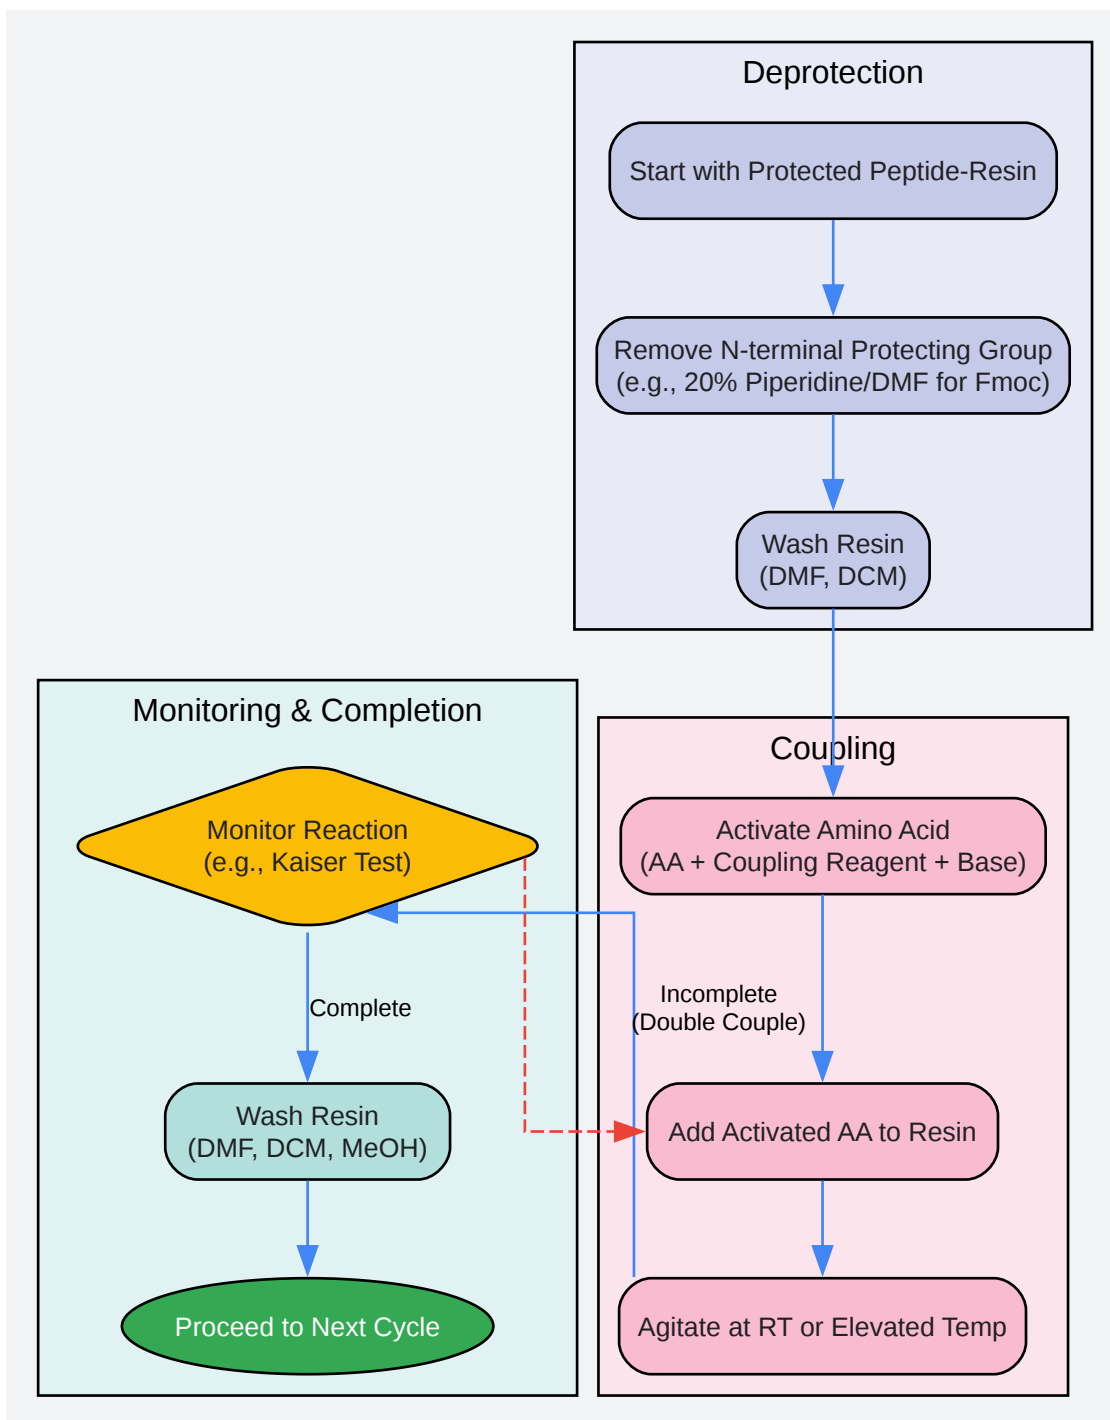 Deprotection
Start with Protected Peptide-Resin
Remove N-terminal Protecting Group
(e.g., 20% Piperidine/DMF for Fmoc)
Wash Resin
(DMF, DCM)
Coupling
Activate Amino Acid
(AA + Coupling Reagent + Base)
Incomplete
(Double Couple)
Add Activated AA to Resin
Agitate at RT or Elevated Temp
Monitoring & Completion
Monitor Reaction
(e.g., Kaiser Test)
Complete
Wash Resin
(DMF, DCM, MeOH)
Proceed to Next Cycle